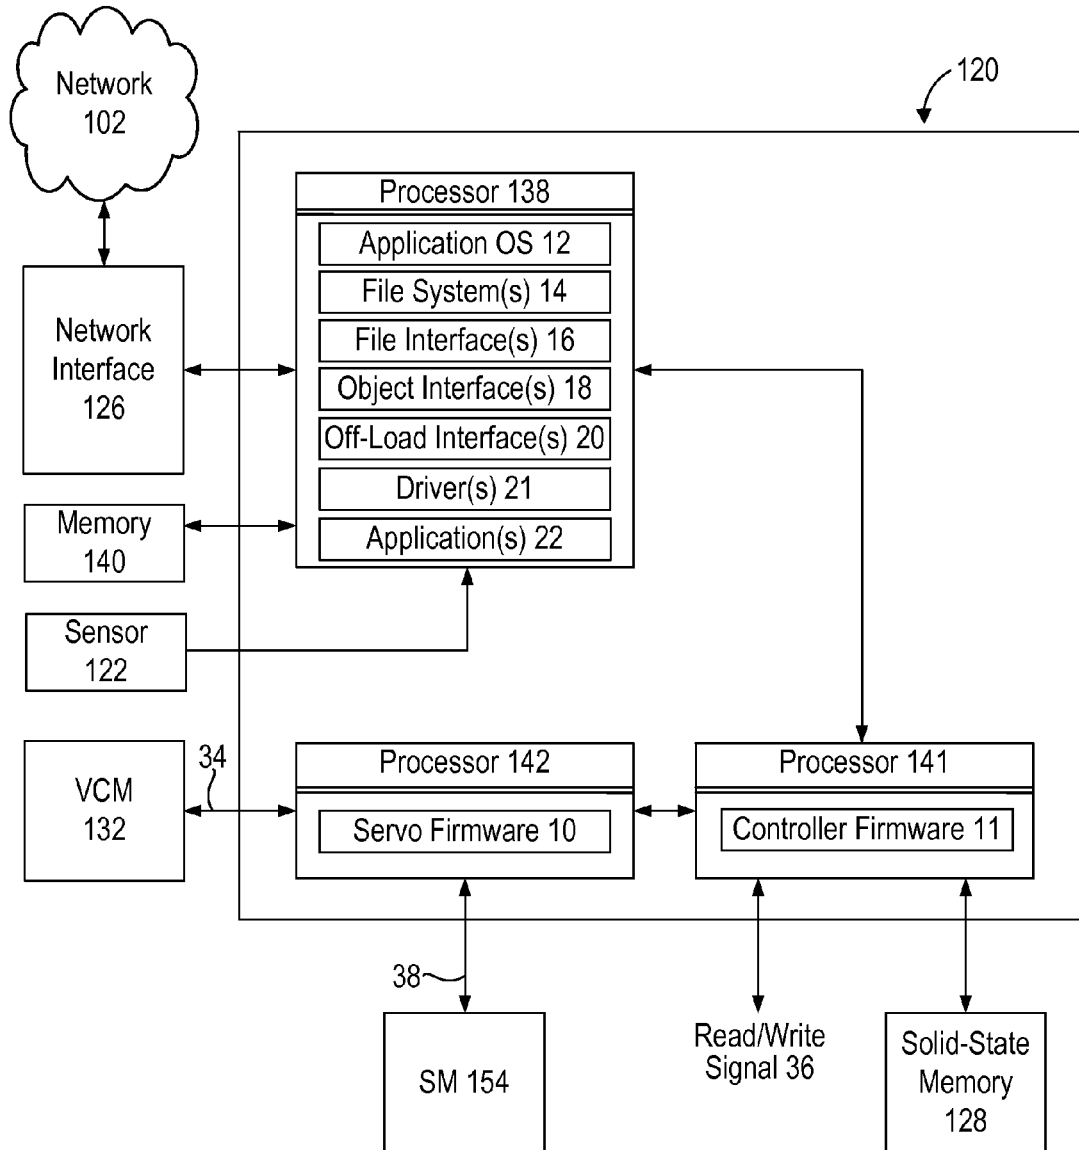 Network
102
120
Processor 138
Application OS 12
File System(s) 14
File Interface(s) 16
Object Interface(s) 18
Off-Load Interface(s) 20
Driver(s) 21
Application(s) 22
Network
Interface
126
Memory
140
Sensor
122
VCM
132
34
Processor 142
Servo Firmware 10
Processor 141
Controller Firmware 11
38
SM 154
Read/Write
Signal 36
Solid-State
Memory
128